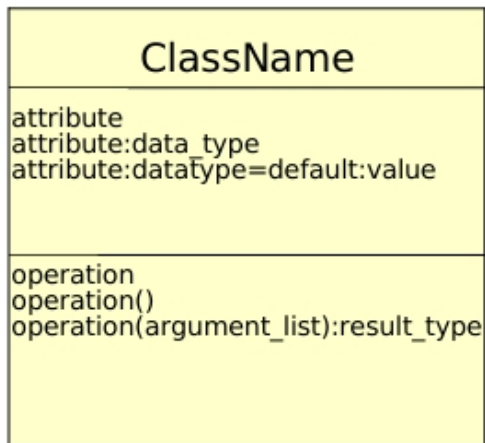 ClassName
attribute
attribute:data_type
attribute:datatype=default:value
operation
operation()
operation(argument_list):result_type